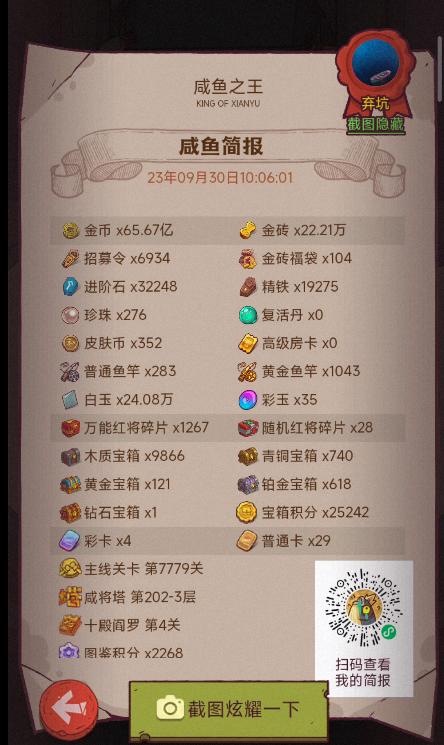 咸鱼之王
KING OF XIANYU
弃坑
截图隐藏
咸鱼简报
23年09月30日10:06:01
金币 x65.67亿 金砖 x22.21万
招募令 x6934 金砖福袋 x104
进阶石 x32248 精铁 x19275
珍珠 x276 复活丹 x0
皮肤币 x352 高级房卡 x0
普通鱼竿 x283 黄金鱼竿 x1043
白玉 x24.08万 彩玉 x35
万能红将碎片 x1267 随机红将碎片 x28
木质宝箱 x9866 青铜宝箱 x740
黄金宝箱 x121 铂金宝箱 x618
钻石宝箱 x1 宝箱积分 x25242
彩卡 x4 普通卡 x29
主线关卡 第7779关
咸将塔 第202-3层
十殿阎罗 第4关
图鉴积分 x2268
扫码查看
我的简报
截图炫耀一下